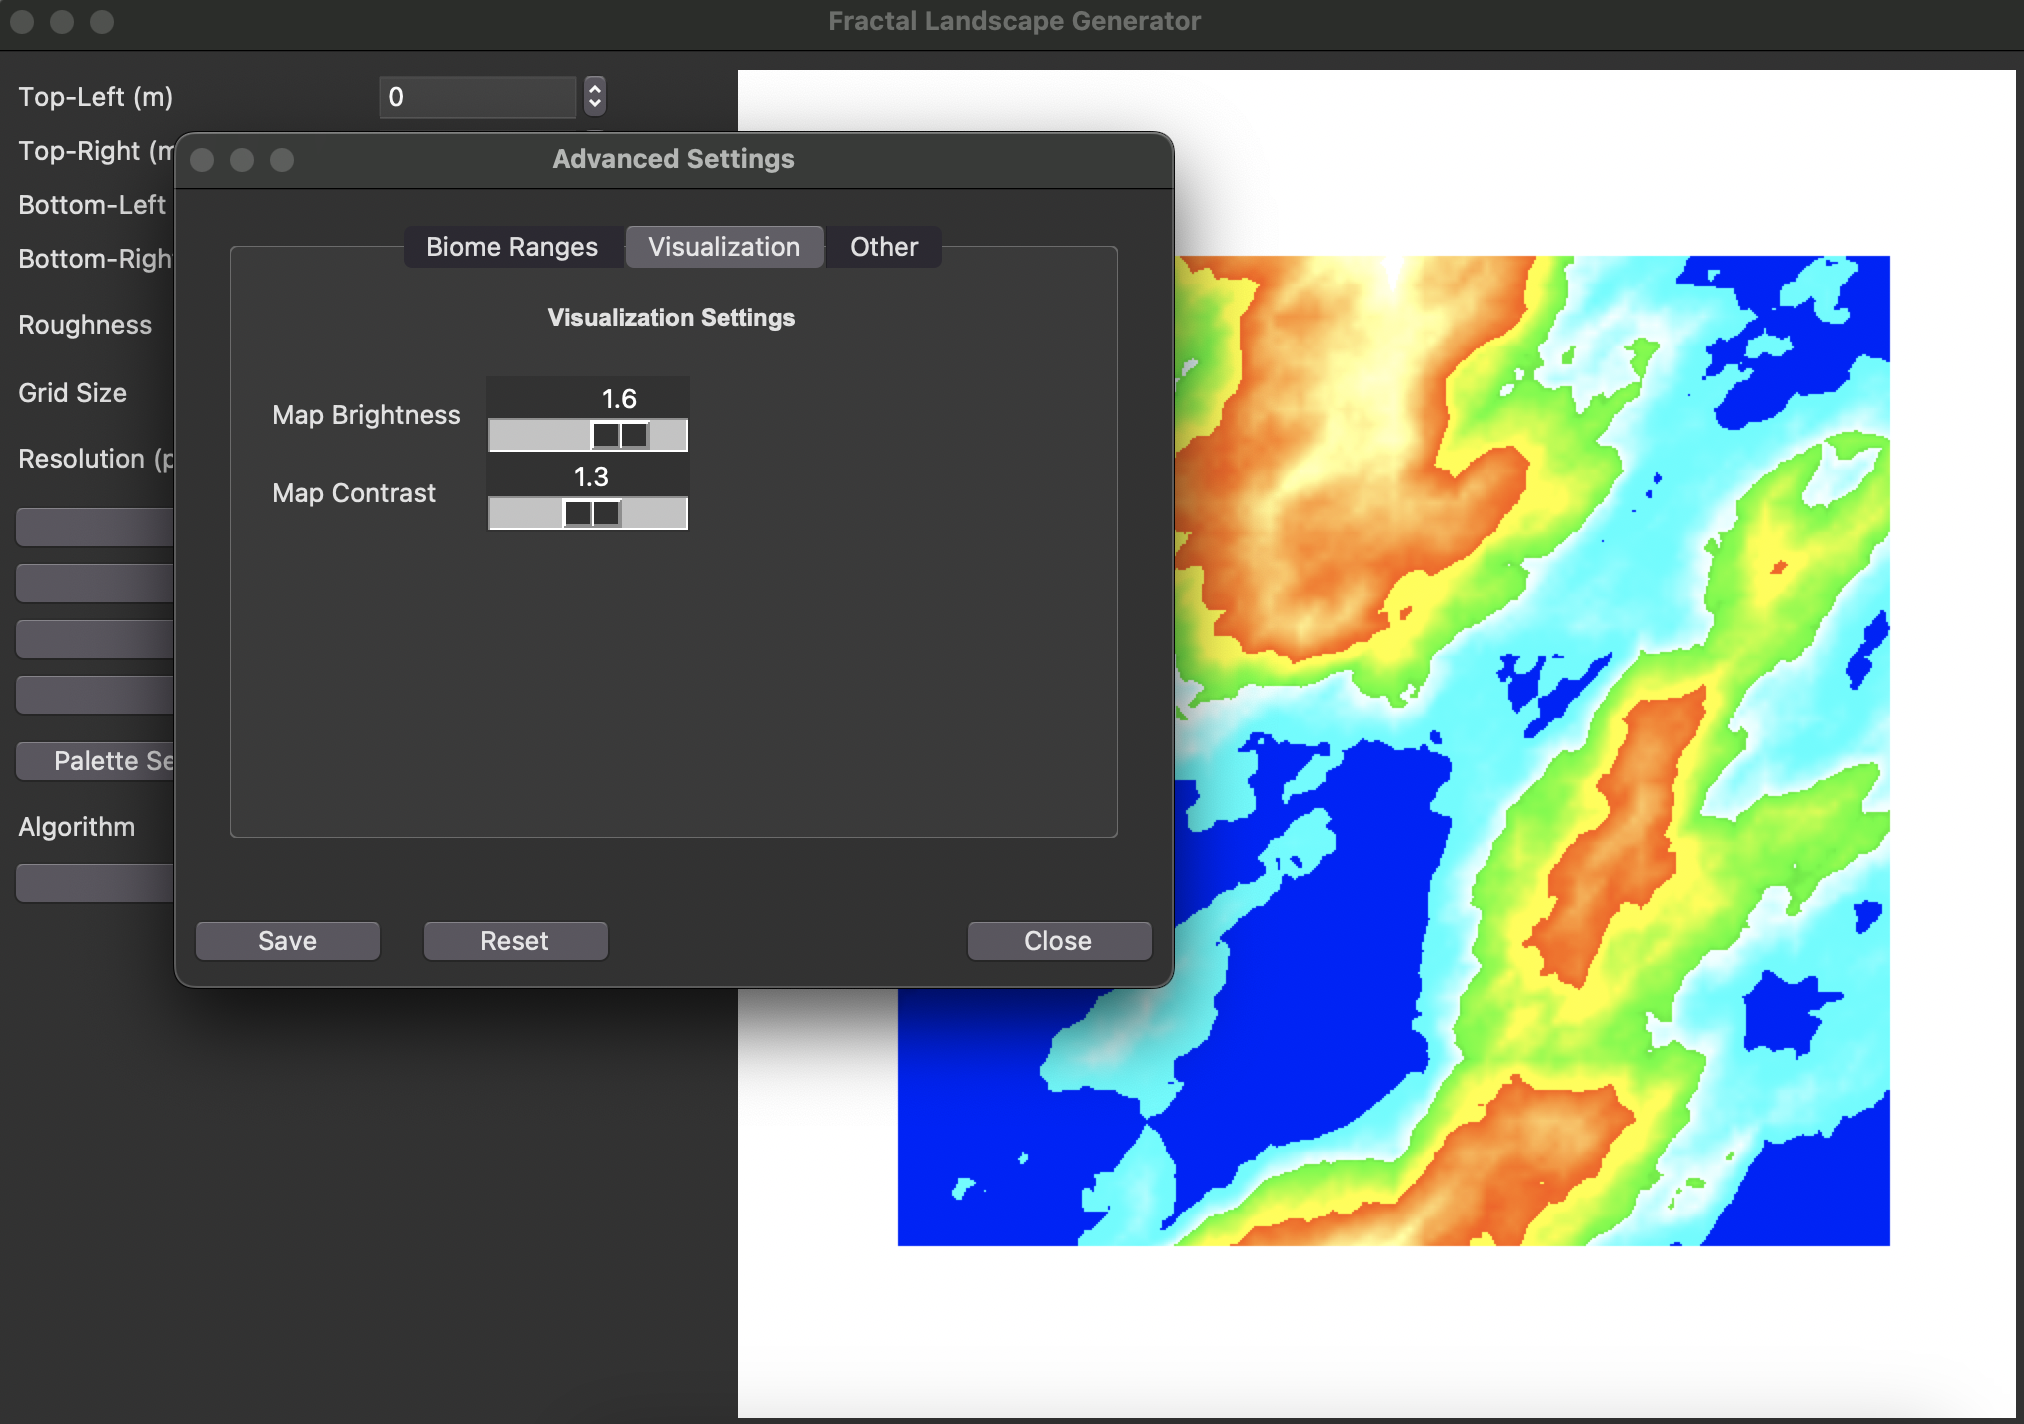 Fractal Landscape Generator
Top-Left (m)
0
Top-Right (m
Bottom-Left
Bottom-Righ
Roughness
Grid Size
Resolution (p
Palette Se
Algorithm
Advanced Settings
Biome Ranges
Visualization
Other
Visualization Settings
Map Brightness
1.6
Map Contrast
1.3
Save
Reset
Close